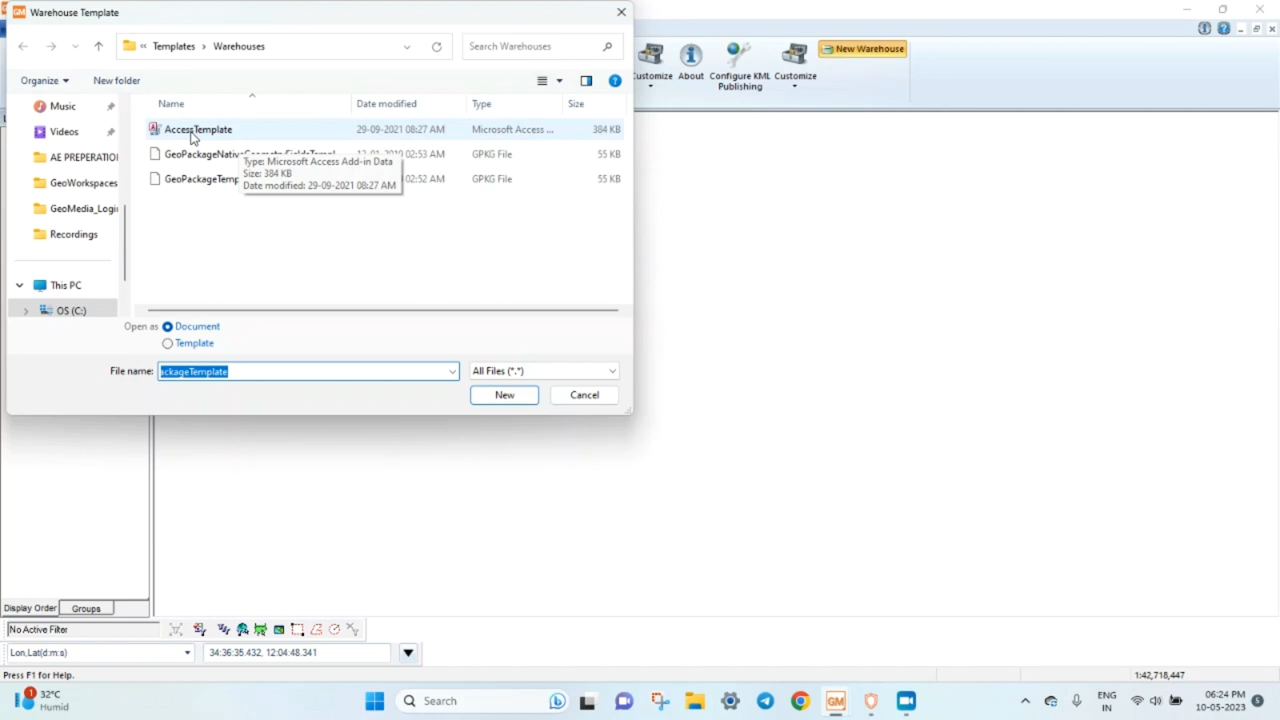 GM Warehouse Template
« Templates › Warehouses
Search Warehouses
Organize
New folder
Name
Date modified
Type
Size
Music
Videos
AE PREPERATIO
GeoWorkspaces
GeoMedia_Logi
Recordings
This PC
OS (C:)
AccessTemplate 29-09-2021 08:27 AM Microsoft Access ... 384 KB
02:53 AM GPKG File 55 KB
GeoPackageTemp 02:52 AM GPKG File 55 KB
Type: Microsoft Access Add-in Data
Size: 384 KB
Date modified: 29-09-2021 08:27 AM
Open as Document
Template
File name: ackageTemplate
All Files (*.*)
New
Cancel
ustomize
About
Configure KML
Publishing
Customize
New Warehouse
Display Order
Groups
No Active Filter
Lon,Lat(d:m:s)
34:36:35.432, 12:04:48.341
Press F1 for Help.
1:42,718,447
1
32°C
Humid
Search
GM
ENG
IN
06:24 PM
10-05-2023
5